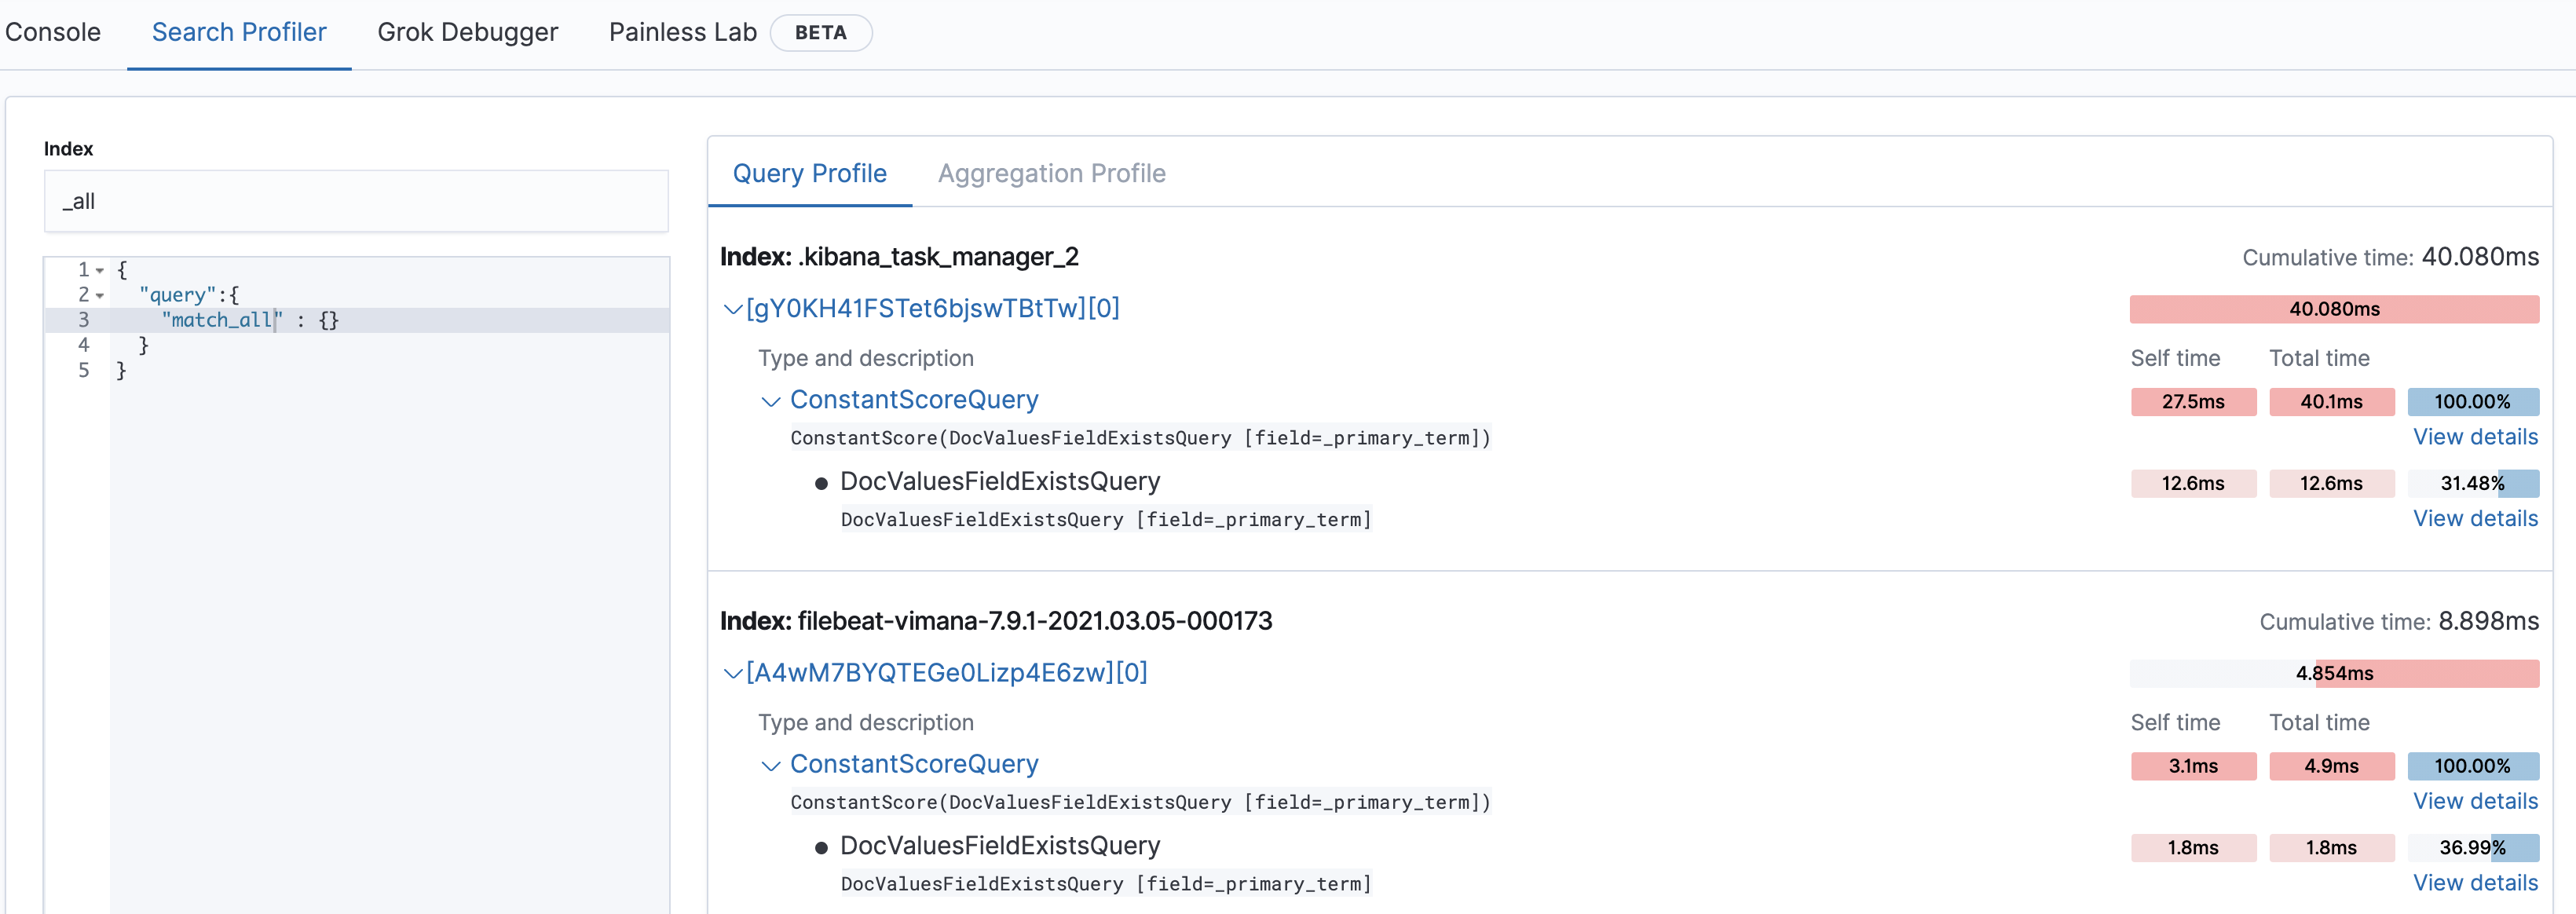 Console Search Profiler Grok Debugger Painless Lab BETA
Index
_all
1 {
2 "query":{
3 "match_all" : {}
4 }
5 }
Query Profile Aggregation Profile
Index: .kibana_task_manager_2 Cumulative time: 40.080ms
[gY0KH41FSTet6bjswTBtTw][0] 40.080ms
Type and description Self time Total time
ConstantScoreQuery 27.5ms 40.1ms 100.00%
ConstantScore(DocValuesFieldExistsQuery [field=_primary_term]) View details
DocValuesFieldExistsQuery 12.6ms 12.6ms 31.48%
DocValuesFieldExistsQuery [field=_primary_term] View details
Index: filebeat-vimana-7.9.1-2021.03.05-000173 Cumulative time: 8.898ms
[A4wM7BYQTEGe0Lizp4E6zw][0] 4.854ms
Type and description Self time Total time
ConstantScoreQuery 3.1ms 4.9ms 100.00%
ConstantScore(DocValuesFieldExistsQuery [field=_primary_term]) View details
DocValuesFieldExistsQuery 1.8ms 1.8ms 36.99%
DocValuesFieldExistsQuery [field=_primary_term] View details